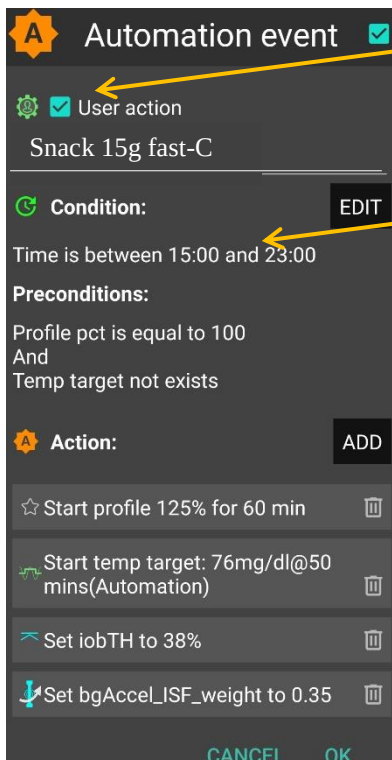 A Automation event
User action
Snack 15g fast-C
Condition: EDIT
Time is between 15:00 and 23:00
Preconditions:
Profile pct is equal to 100
And
Temp target not exists
A Action: ADD
Start profile 125% for 60 min
Start temp target: 76mg/dl@50
mins(Automation)
Set iobTH to 38%
Set bgAccel_ISF_weight to 0.35
CANCEL OK